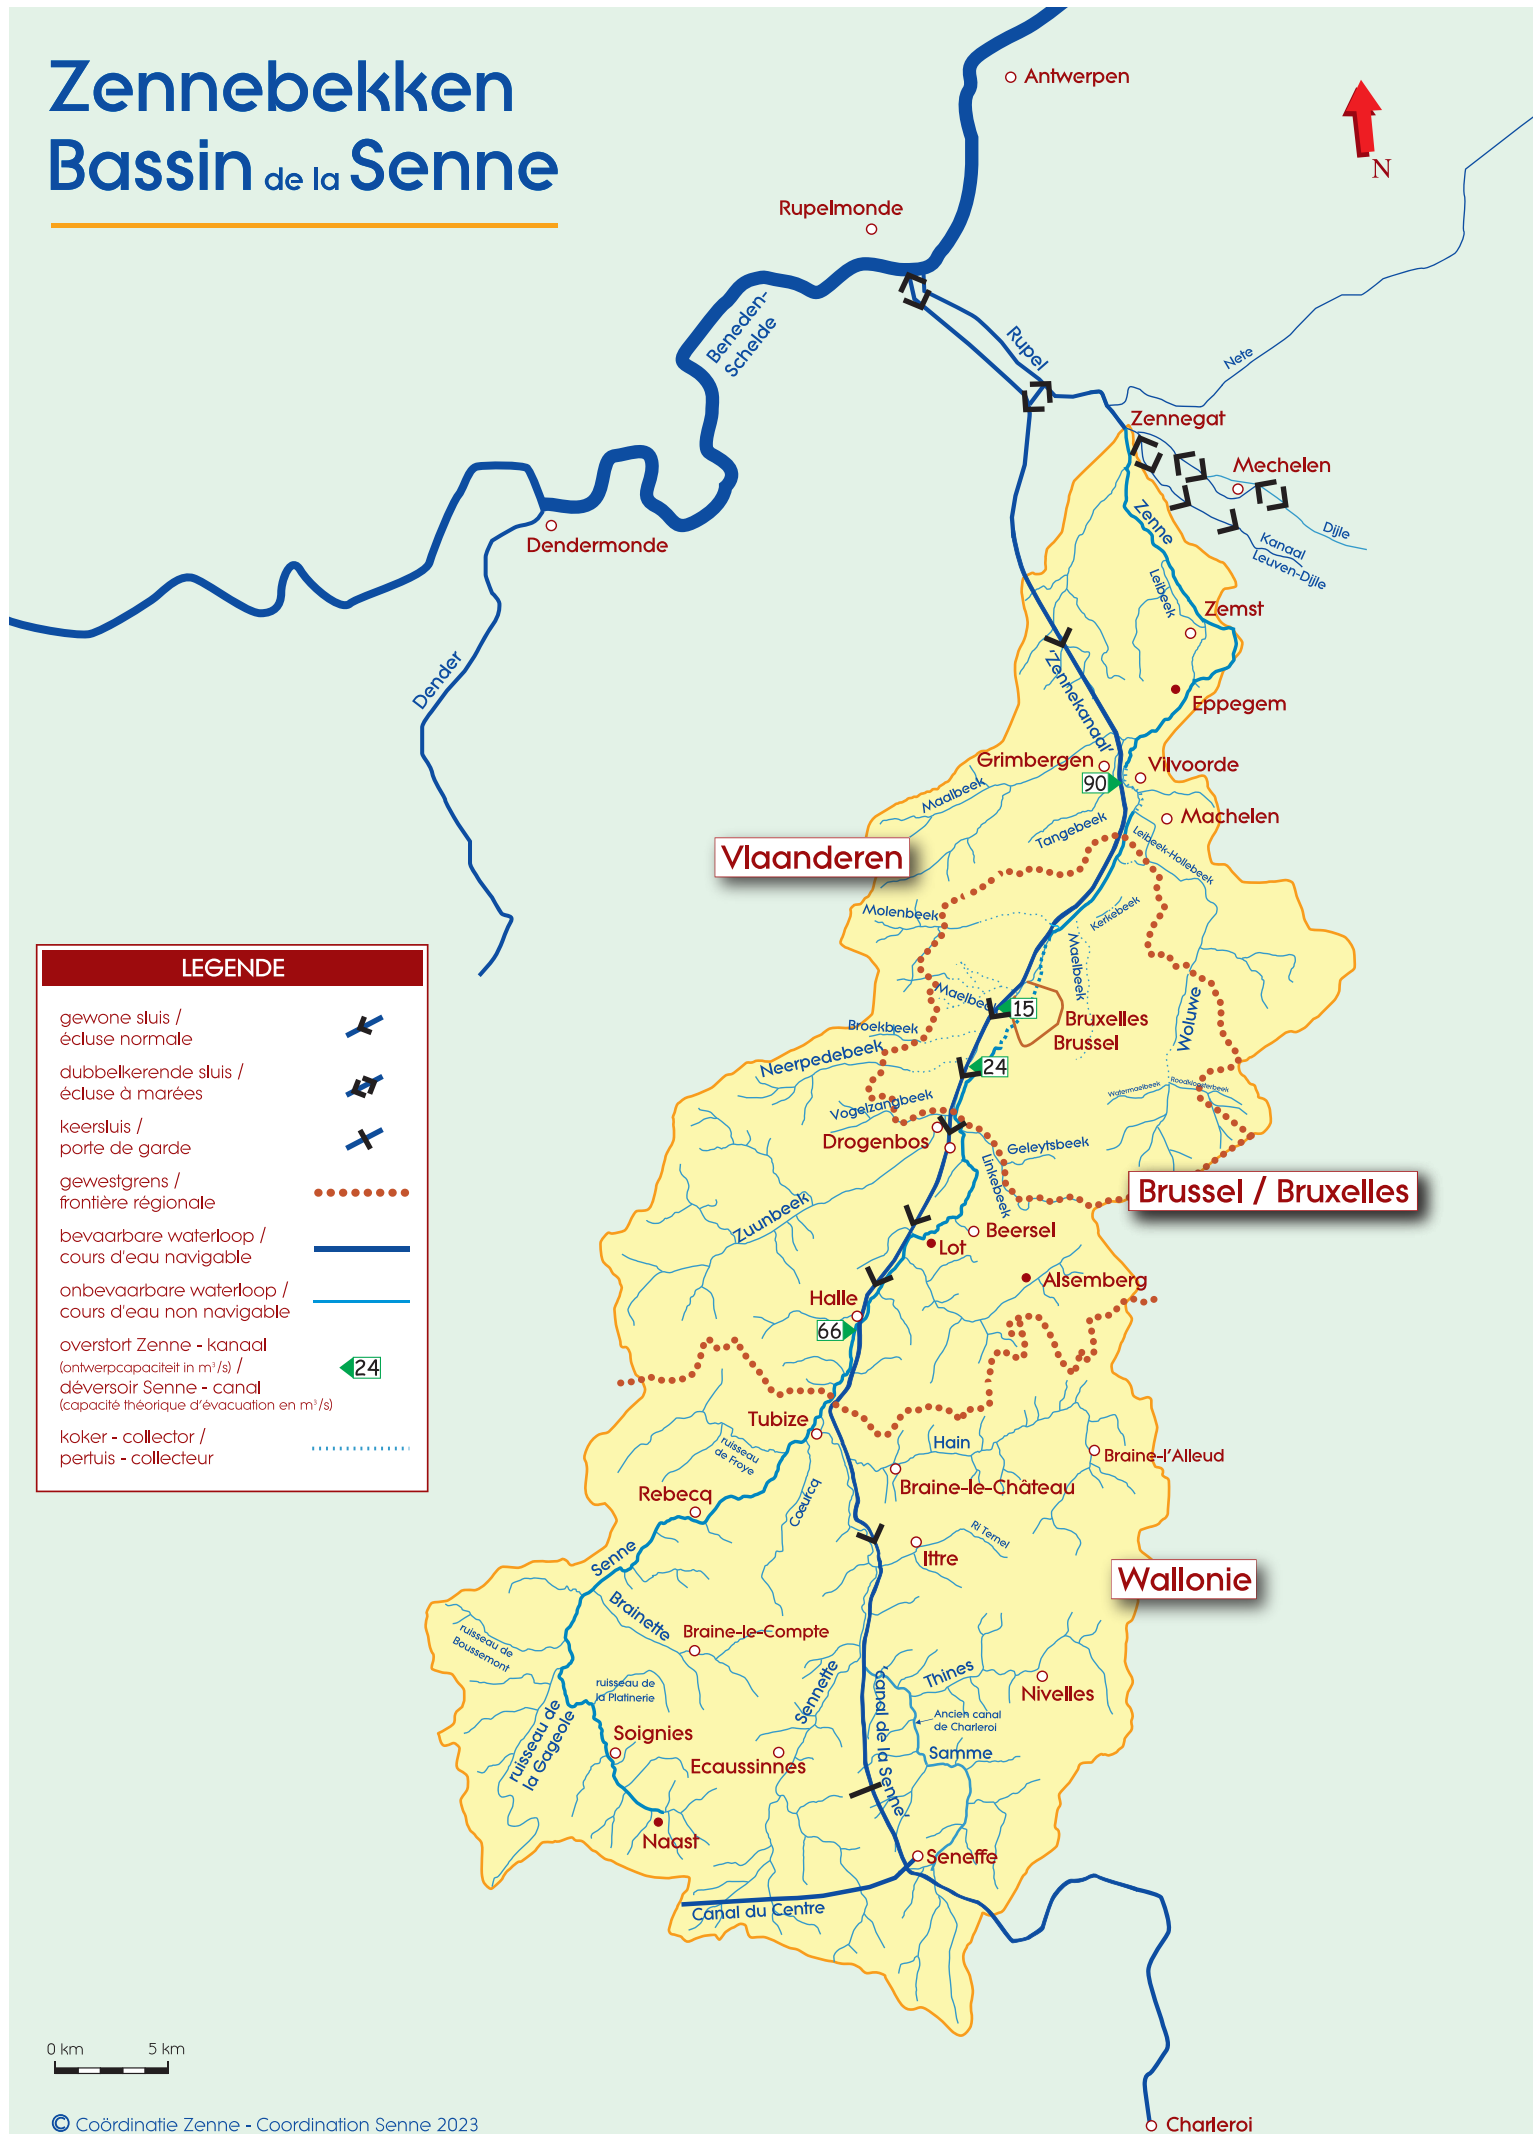 Zennebekken
Bassin de la Senne
Antwerpen
N
Rupelmonde
Beneden-
Schelde
Rupel
Nete
Zennegat
Mechelen
Dijle
Kanaal
Leuven-Dijle
Zenne
Leibeek
Zemst
Dendermonde
Dender
'Zennekanaal'
Eppegem
Grimbergen
Vilvoorde
90
Maalbeek
Machelen
Tangebeek
Leibeek-Hollebeek
Vlaanderen
Molenbeek
Kerkebeek
Maelbeek
Maelbeek
15
Bruxelles
Brussel
Woluwe
Broekbeek
Neerpedebeek
24
Watermaelbeek
Roodkloosterbeek
Vogelzangbeek
Drogenbos
Geleytsbeek
Linkebeek
Brussel / Bruxelles
Zuunbeek
Beersel
Lot
Alsemberg
Halle
66
Tubize
ruisseau
de Froye
Hain
Braine-l'Alleud
Braine-le-Château
Rebecq
Coeurcq
Ri Ternel
Ittre
Senne
Wallonie
Brainette
Braine-le-Compte
ruisseau de
Boussemont
Sennette
Thines
Nivelles
ruisseau de
la Platinerie
'Canal de la Senne'
Ancien canal
de Charleroi
ruisseau de
la Gageole
Soignies
Ecaussinnes
Samme
Naast
Seneffe
Canal du Centre
Charleroi
LEGENDE
gewone sluis /
écluse normale
dubbelkerende sluis /
écluse à marées
keersluis /
porte de garde
gewestgrens /
frontière régionale
bevaarbare waterloop /
cours d'eau navigable
onbevaarbare waterloop /
cours d'eau non navigable
overstort Zenne - kanaal
(ontwerpcapaciteit in m³/s) /
24
déversoir Senne - canal
(capacité théorique d'évacuation en m³/s)
koker - collector /
pertuis - collecteur
0 km 5 km
© Coördinatie Zenne - Coordination Senne 2023